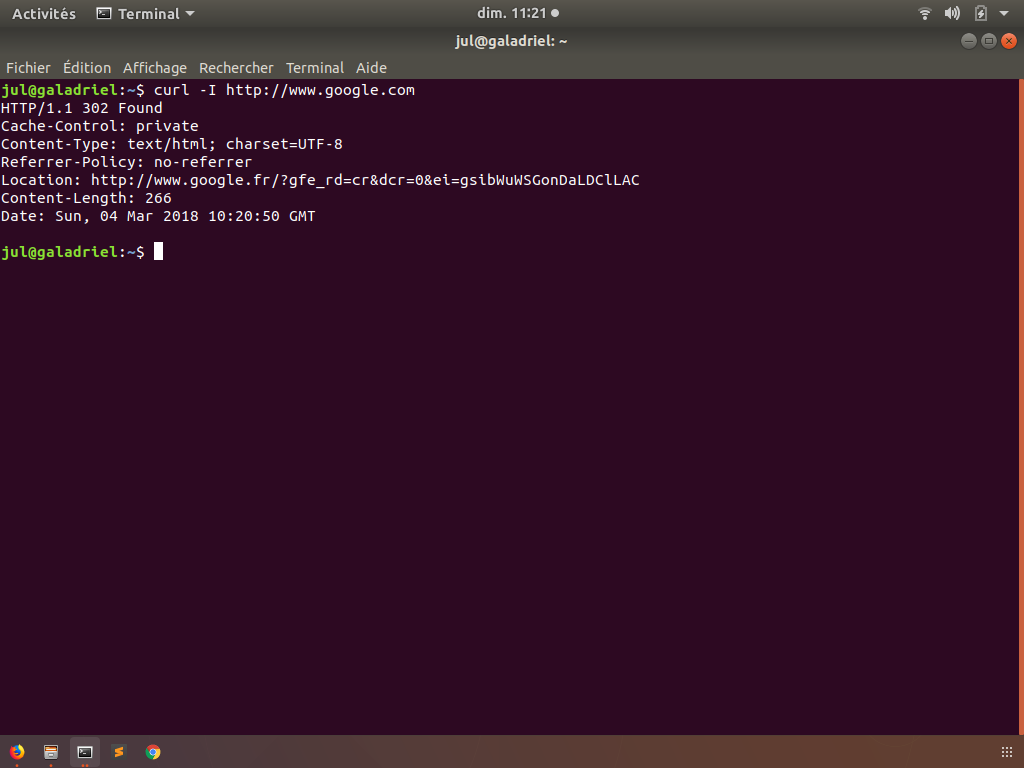 Activités Terminal dim. 11:21
jul@galadriel: ~
Fichier Édition Affichage Rechercher Terminal Aide
jul@galadriel:~$ curl -I http://www.google.com
HTTP/1.1 302 Found
Cache-Control: private
Content-Type: text/html; charset=UTF-8
Referrer-Policy: no-referrer
Location: http://www.google.fr/?gfe_rd=cr&dcr=0&ei=gsibWuWSGonDaLDClLAC
Content-Length: 266
Date: Sun, 04 Mar 2018 10:20:50 GMT
jul@galadriel:~$